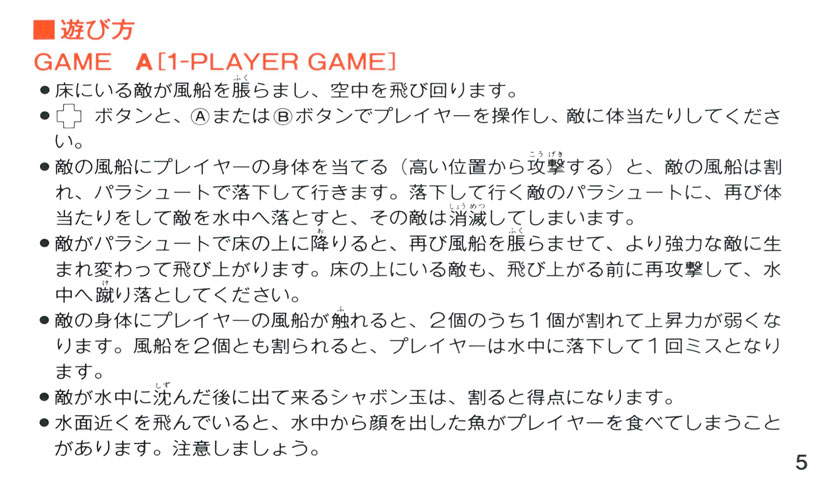 ■遊び方
GAME A[1-PLAYER GAME]
●床にいる敵が風船を脹らまし、空中を飛び回ります。
● ボタンと、ⒶまたはⒷボタンでプレイヤーを操作し、敵に体当たりしてくださ
い。
●敵の風船にプレイヤーの身体を当てる（高い位置から攻撃する）と、敵の風船は割
れ、パラシュートで落下して行きます。落下して行く敵のパラシュートに、再び体
当たりをして敵を水中へ落とすと、その敵は消滅してしまいます。
●敵がパラシュートで床の上に降りると、再び風船を脹らませて、より強力な敵に生
まれ変わって飛び上がります。床の上にいる敵も、飛び上がる前に再攻撃して、水
中へ蹴り落としてください。
●敵の身体にプレイヤーの風船が触れると、2個のうち1個が割れて上昇力が弱くな
ります。風船を2個とも割られると、プレイヤーは水中に落下して1回ミスとなり
ます。
●敵が水中に沈んだ後に出て来るシャボン玉は、割ると得点になります。
●水面近くを飛んでいると、水中から顔を出した魚がプレイヤーを食べてしまうこと
があります。注意しましょう。
5